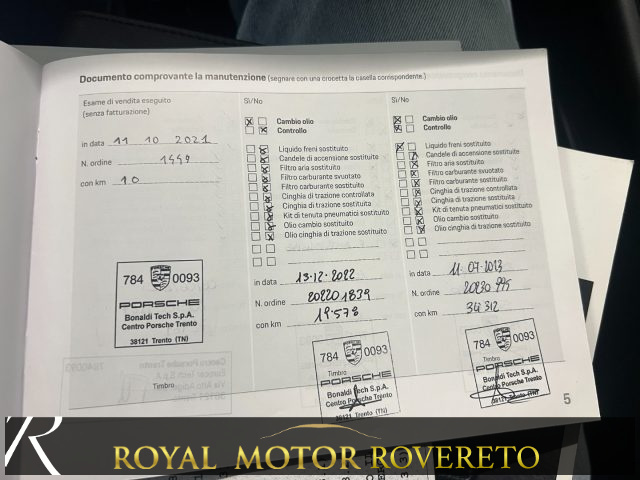 Documento comprovante la manutenzione (segnare con una crocetta la casella corrispondente.)
Esame di vendita eseguito
(senza fatturazione)
in data 11 10 2021
N. ordine 1444
con km 10
784 0093
PORSCHE
Bonaldi Tech S.p.A.
Centro Porsche Trento
38121 Trento (TN)
Timbro
Sì/No
Cambio olio
Controllo
Liquido freni sostituito
Candele di accensione sostituite
Filtro aria sostituito
Filtro carburante svuotato
Filtro carburante sostituito
Cinghia di trazione controllata
Cinghia di trazione sostituita
Kit di tenuta pneumatici sostituito
Olio cambio sostituito
Olio cinghia di trazione sostituito
in data 13.12.2022
N. ordine 202201839
con km 19.578
784 0093
Timbro
PORSCHE
Bonaldi Tech S.p.A.
Centro Porsche Trento
38121 Trento (TN)
Sì/No
Cambio olio
Controllo
Liquido freni sostituito
Candele di accensione sostituite
Filtro aria sostituito
Filtro carburante svuotato
Filtro carburante sostituito
Cinghia di trazione controllata
Cinghia di trazione sostituita
Kit di tenuta pneumatici sostituito
Olio cambio sostituito
Olio cinghia di trazione sostituito
in data 11.07.2023
N. ordine
con km
784 0093
Timbro
PORSCHE
Bonaldi Tech S.p.A.
Centro Porsche Trento
38121 Trento (TN)
5
R
ROYAL MOTOR ROVERETO